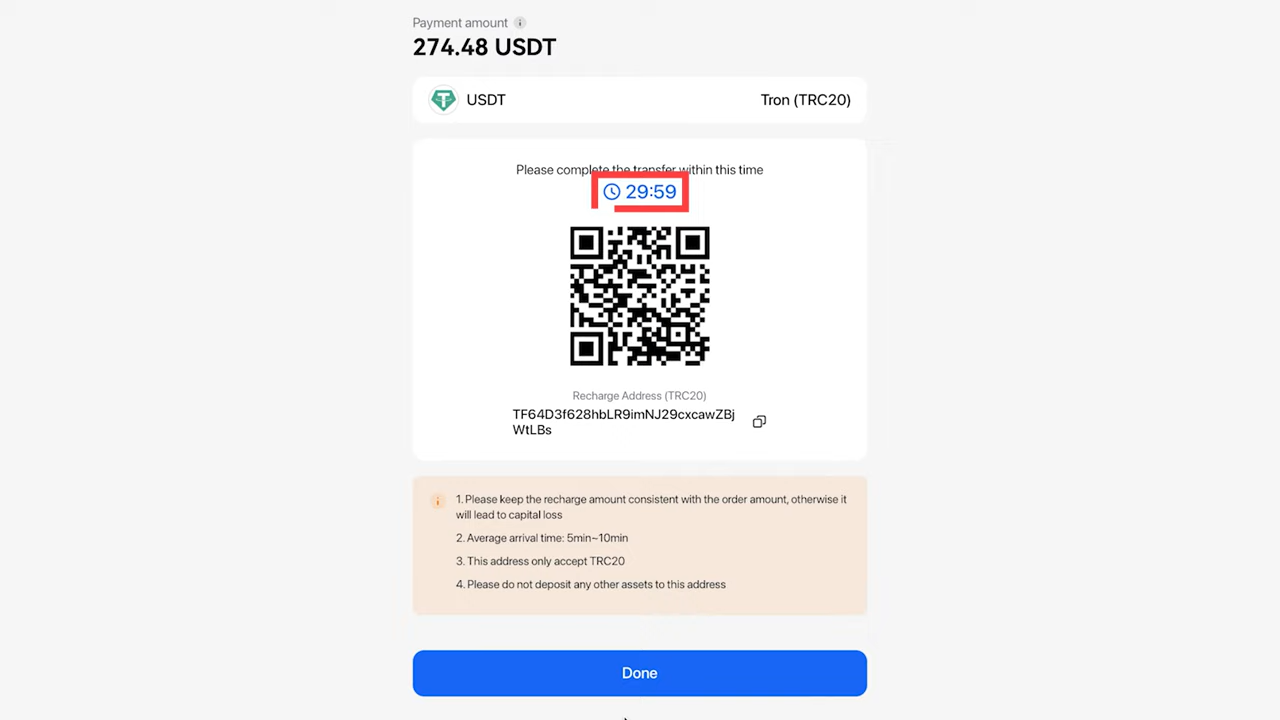 Payment amount
274.48 USDT
USDT
Tron (TRC20)
Please complete the transfer within this time
29:59
Recharge Address (TRC20)
TF64D3f628hbLR9imNJ29cxcawZBj
WtLBs
1. Please keep the recharge amount consistent with the order amount, otherwise it
will lead to capital loss
2. Average arrival time: 5min~10min
3. This address only accept TRC20
4. Please do not deposit any other assets to this address
Done